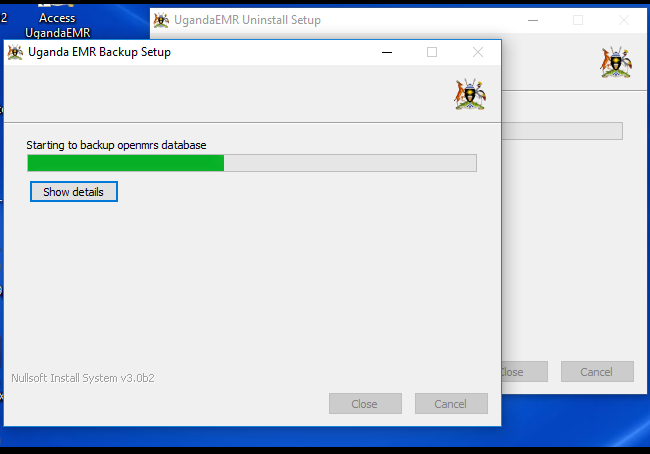 2
Access
UgandaEMR
UgandaEMR Uninstall Setup
Uganda EMR Backup Setup
Starting to backup openmrs database
Show details
Nullsoft Install System v3.0b2
Close
Cancel
Cancel